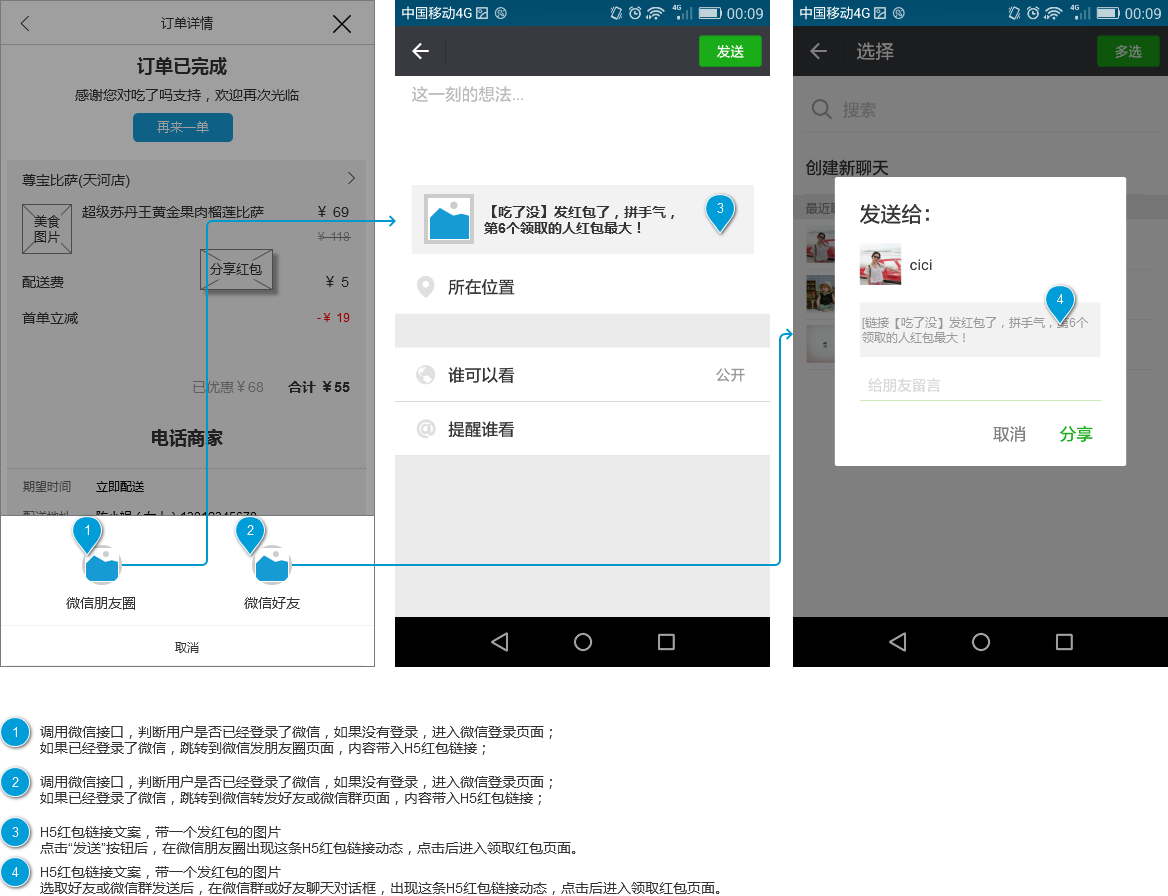 订单详情
订单已完成
感谢您对吃了吗支持，欢迎再次光临
再来一单
尊宝比萨(天河店)
美食
图片
超级苏丹王黄金果肉榴莲比萨
￥ 69
￥ 118
分享红包
配送费
￥ 5
首单立减
-￥ 19
已优惠￥68 合计 ￥55
电话商家
期望时间 立即配送
配送地址
1
2
微信朋友圈
微信好友
取消
中国移动4G
4G
00:09
发送
这一刻的想法...
【吃了没】发红包了，拼手气，
第6个领取的人红包最大！
3
所在位置
谁可以看
公开
提醒谁看
中国移动4G
4G
00:09
选择
多选
搜索
创建新聊天
最近
发送给：
cici
4
[链接【吃了没】发红包了，拼手气，第6个
领取的人红包最大！
给朋友留言
取消
分享
1 调用微信接口，判断用户是否已经登录了微信，如果没有登录，进入微信登录页面；
如果已经登录了微信，跳转到微信发朋友圈页面，内容带入H5红包链接；
2 调用微信接口，判断用户是否已经登录了微信，如果没有登录，进入微信登录页面；
如果已经登录了微信，跳转到微信转发好友或微信群页面，内容带入H5红包链接；
3 H5红包链接文案，带一个发红包的图片
点击“发送”按钮后，在微信朋友圈出现这条H5红包链接动态，点击后进入领取红包页面。
4 H5红包链接文案，带一个发红包的图片
选取好友或微信群发送后，在微信群或好友聊天对话框，出现这条H5红包链接动态，点击后进入领取红包页面。